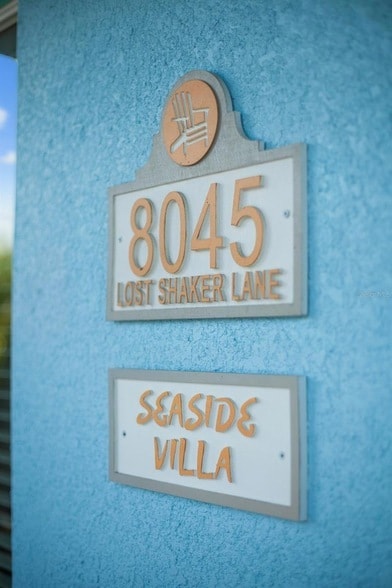 8045
LOST SHAKER LANE
SEASIDE
VILLA